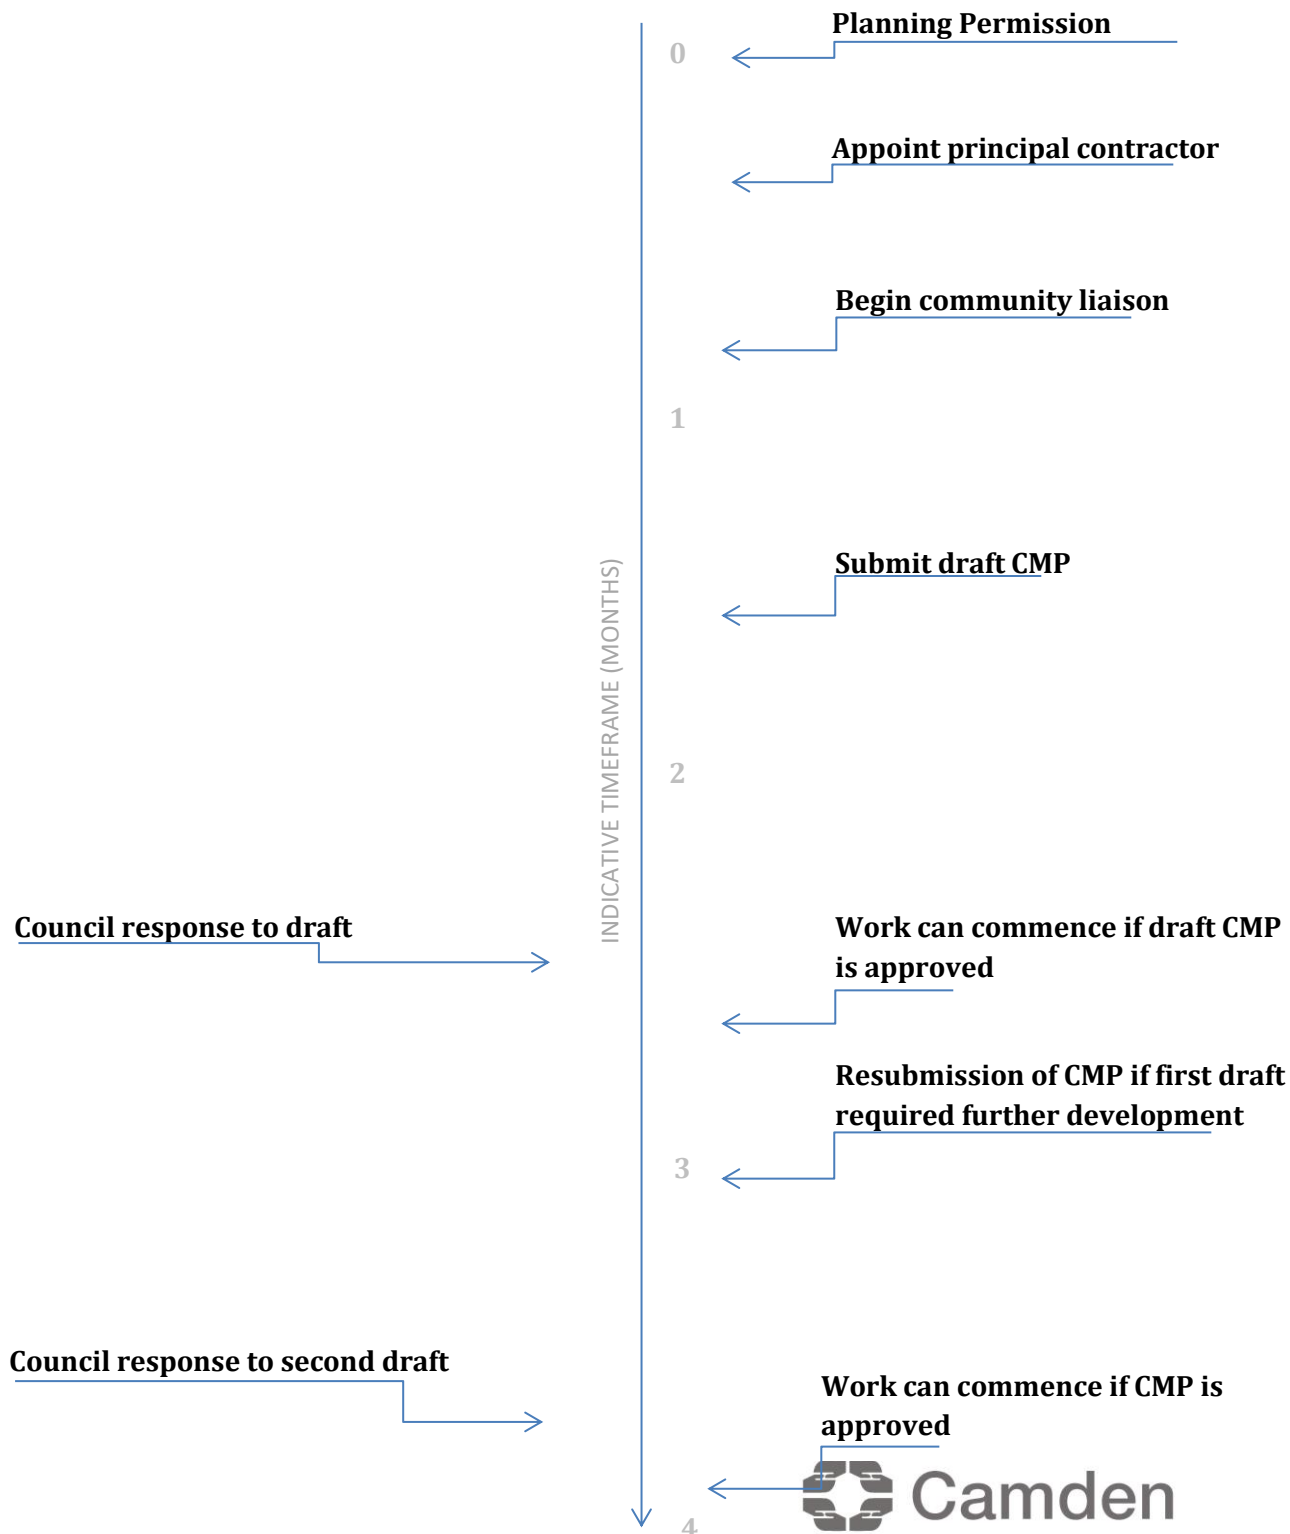 Planning Permission
0
Appoint principal contractor
Begin community liaison
1
Submit draft CMP
INDICATIVE TIMEFRAME (MONTHS)
2
Council response to draft
Work can commence if draft CMP
is approved
Resubmission of CMP if first draft
required further development
3
Council response to second draft
Work can commence if CMP is
approved
Camden
4